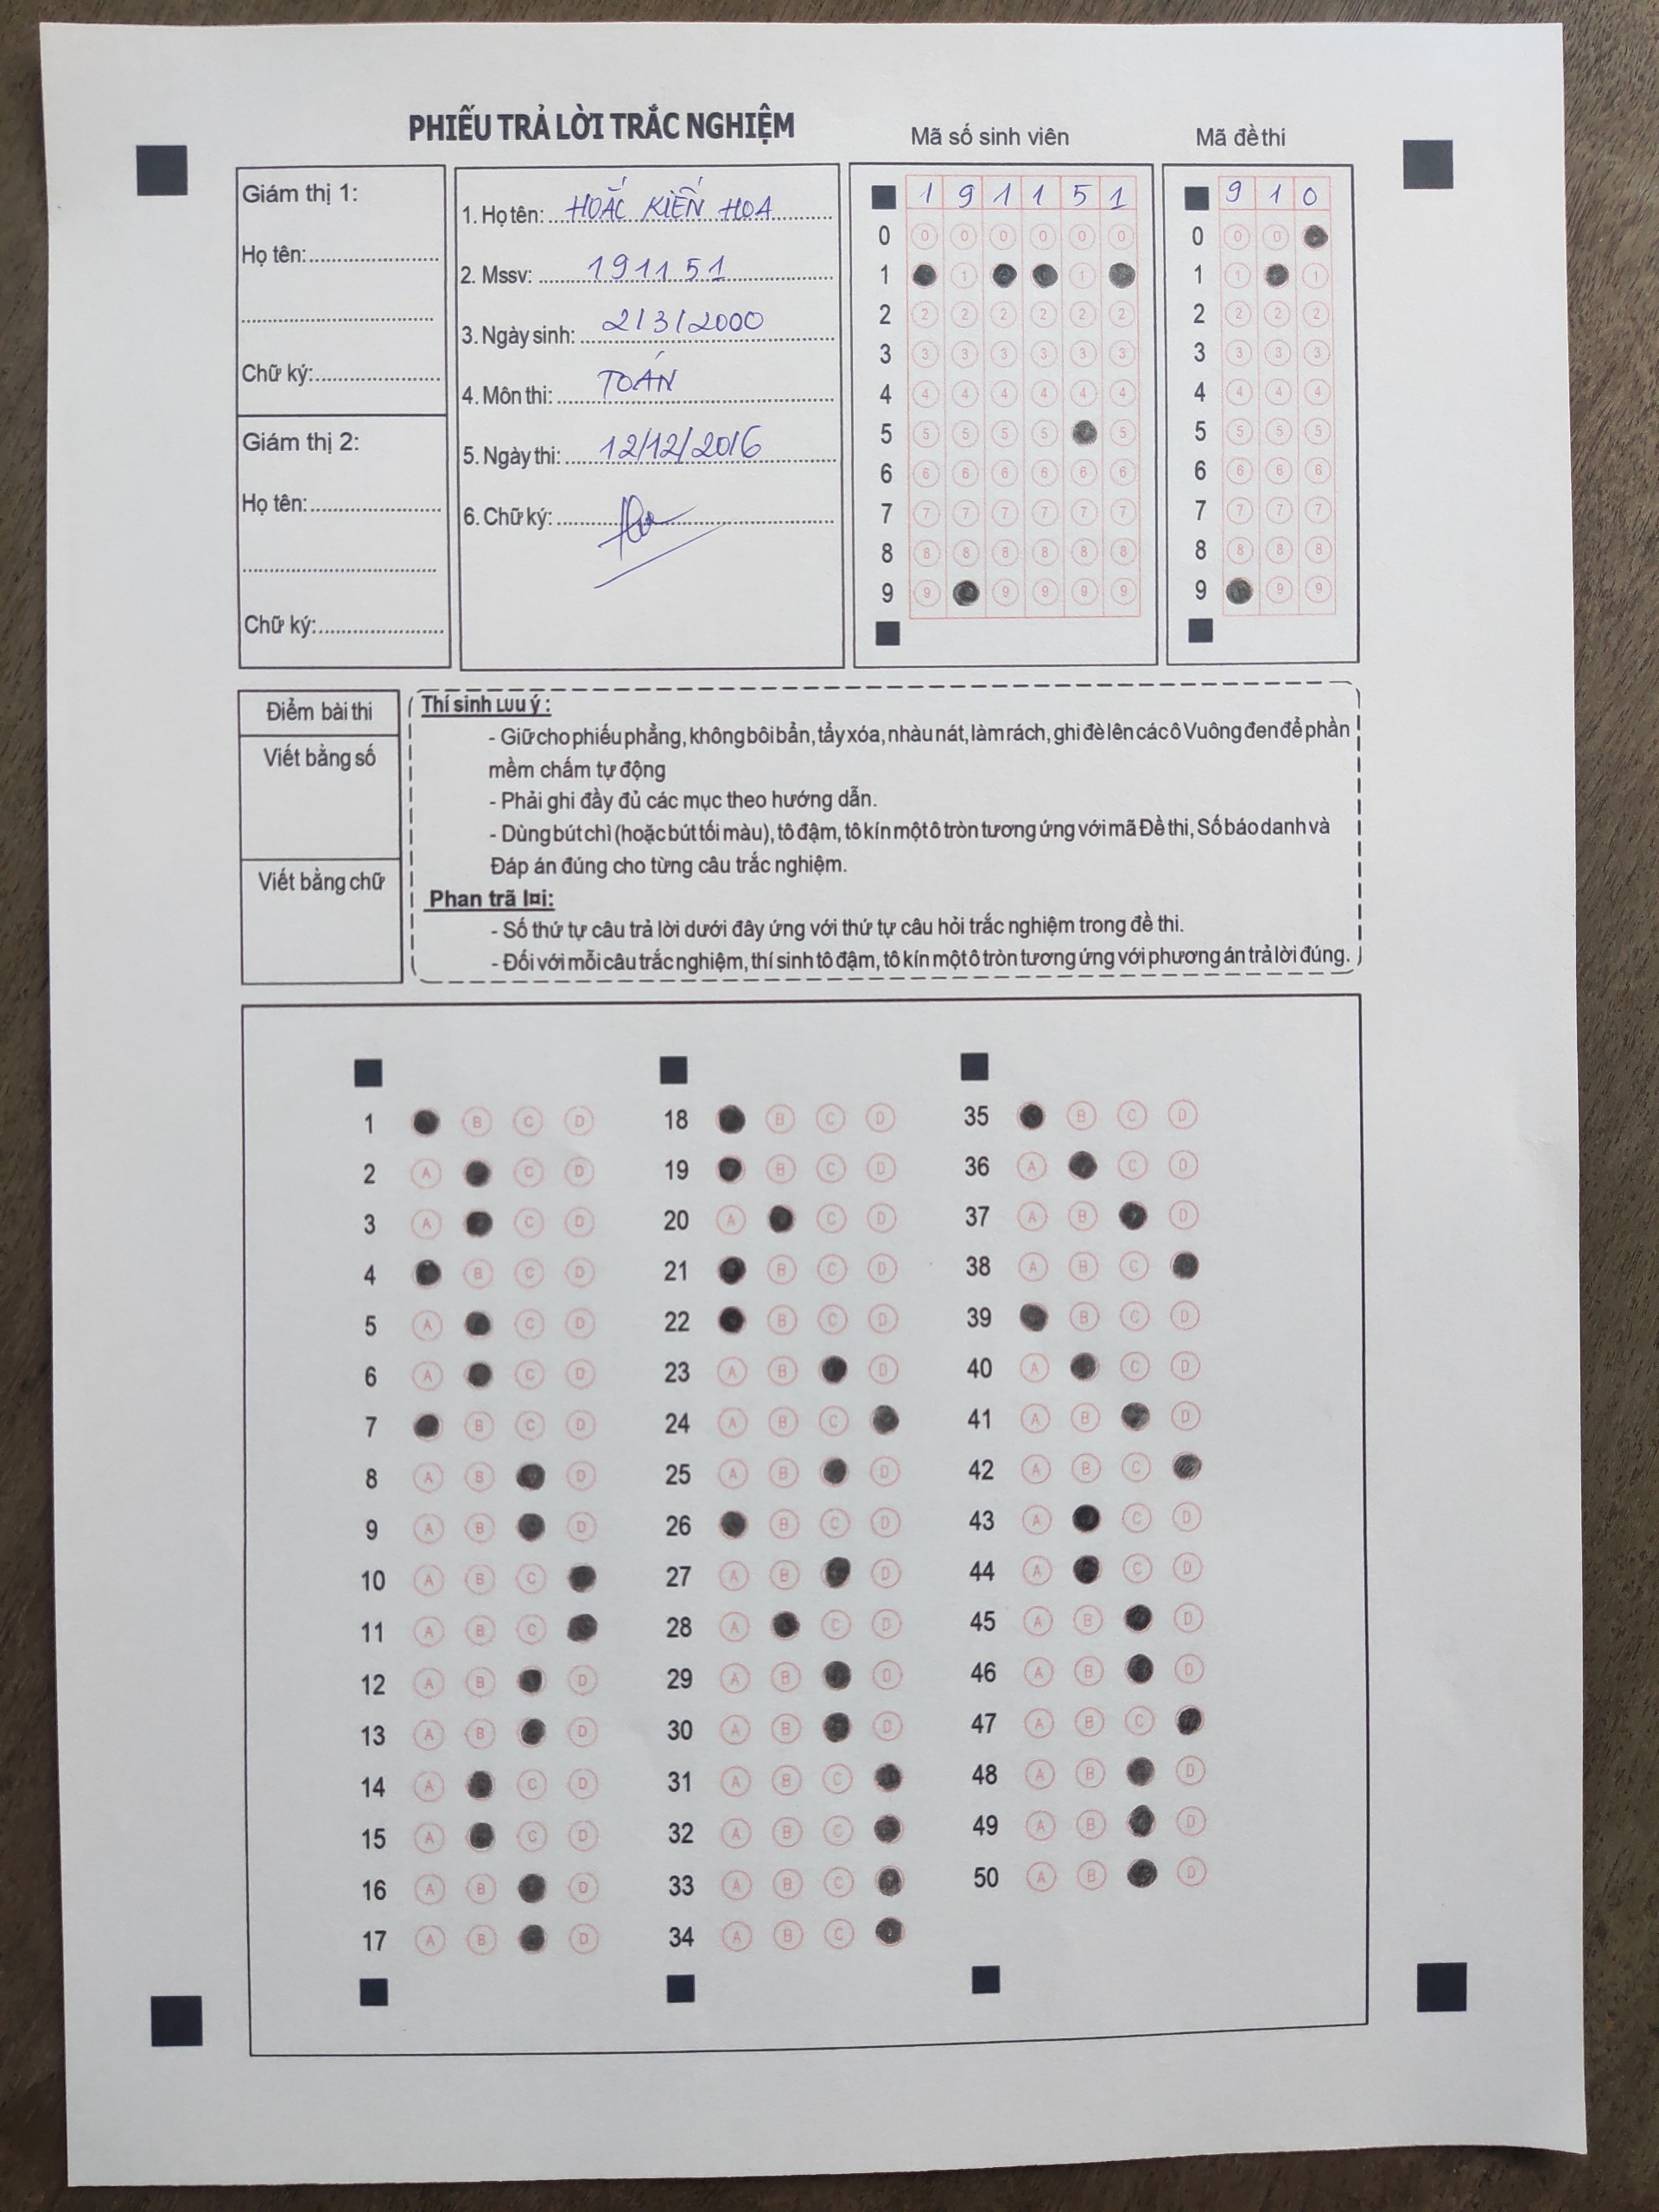 PHIẾU TRẢ LỜI TRẮC NGHIỆM
Giám thị 1:
Họ tên:
Chữ ký:
Giám thị 2:
Họ tên:
Chữ ký:
1. Họ tên: HOẮC KIẾN HOA
2. Mssv: 191151
3. Ngày sinh: 2/3/2000
4. Môn thi: TOÁN
5. Ngày thi: 12/12/2016
6. Chữ ký:
Mã số sinh viên
1 9 1 1 5 1
0 0 0 0 0 0 0
1 1 1
2 2 2 2 2 2 2
3 3 3 3 3 3 3
4 4 4 4 4 4 4
5 5 5 5 5 5
6 6 6 6 6 6 6
7 7 7 7 7 7 7
8 8 8 8 8 8 8
9 9 9 9 9 9
Mã đề thi
9 1 0
0 0 0
1 1 1
2 2 2 2
3 3 3 3
4 4 4 4
5 5 5 5
6 6 6 6
7 7 7 7
8 8 8 8
9 9 9
Điểm bài thi
Viết bằng số
Viết bằng chữ
Thí sinh Lưu ý :
- Giữ cho phiếu phẳng, không bôi bẩn, tẩy xóa, nhàu nát, làm rách, ghi đè lên các ô Vuông đen để phần
mềm chấm tự động
- Phải ghi đầy đủ các mục theo hướng dẫn.
- Dùng bút chì (hoặc bút tối màu), tô đậm, tô kín một ô tròn tương ứng với mã Đề thi, Số báo danh và
Đáp án đúng cho từng câu trắc nghiệm.
Phan trã l¤i:
- Số thứ tự câu trả lời dưới đây ứng với thứ tự câu hỏi trắc nghiệm trong đề thi.
- Đối với mỗi câu trắc nghiệm, thí sinh tô đậm, tô kín một ô tròn tương ứng với phương án trả lời đúng.
1 B C D
2 A C D
3 A C D
4 B C D
5 A C D
6 A C D
7 B C D
8 A B D
9 A B D
10 A B C
11 A B C
12 A B D
13 A B D
14 A C D
15 A C D
16 A B D
17 A B D
18 B C D
19 B C D
20 A C D
21 B C D
22 B C D
23 A B D
24 A B C
25 A B D
26 B C D
27 A B D
28 A C D
29 A B D
30 A B D
31 A B C
32 A B C
33 A B C
34 A B C
35 B C D
36 A C D
37 A B D
38 A B C
39 B C D
40 A C D
41 A B D
42 A B C
43 A C D
44 A C D
45 A B D
46 A B D
47 A B C
48 A B D
49 A B D
50 A B D